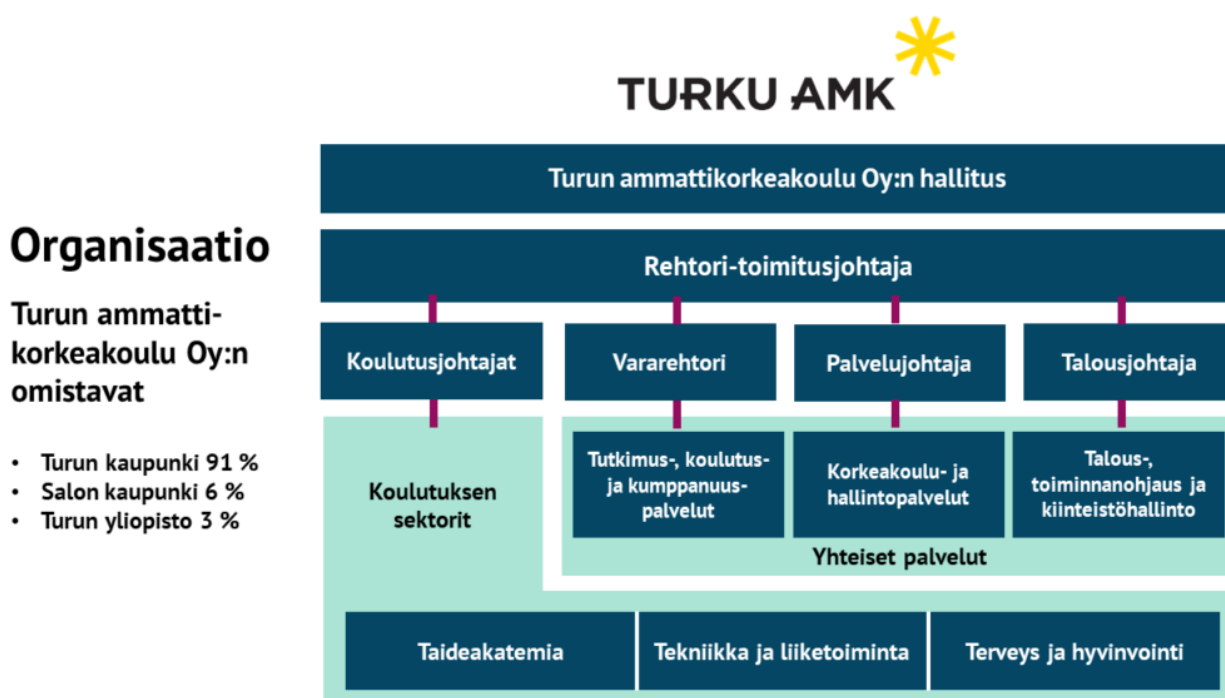 TURKU AMK
Turun ammattikorkeakoulu Oy:n hallitus
Organisaatio
Rehtori-toimitusjohtaja
Turun ammatti-
korkeakoulu Oy:n
omistavat
• Turun kaupunki 91 %
• Salon kaupunki 6 %
• Turun yliopisto 3 %
Koulutusjohtajat
Vararehtori
Palvelujohtaja
Talousjohtaja
Koulutuksen
sektorit
Tutkimus-, koulutus-
ja kumppanuus-
palvelut
Korkeakoulu- ja
hallintopalvelut
Talous-,
toiminnanohjaus ja
kiinteistöhallinto
Yhteiset palvelut
Taideakatemia
Tekniikka ja liiketoiminta
Terveys ja hyvinvointi